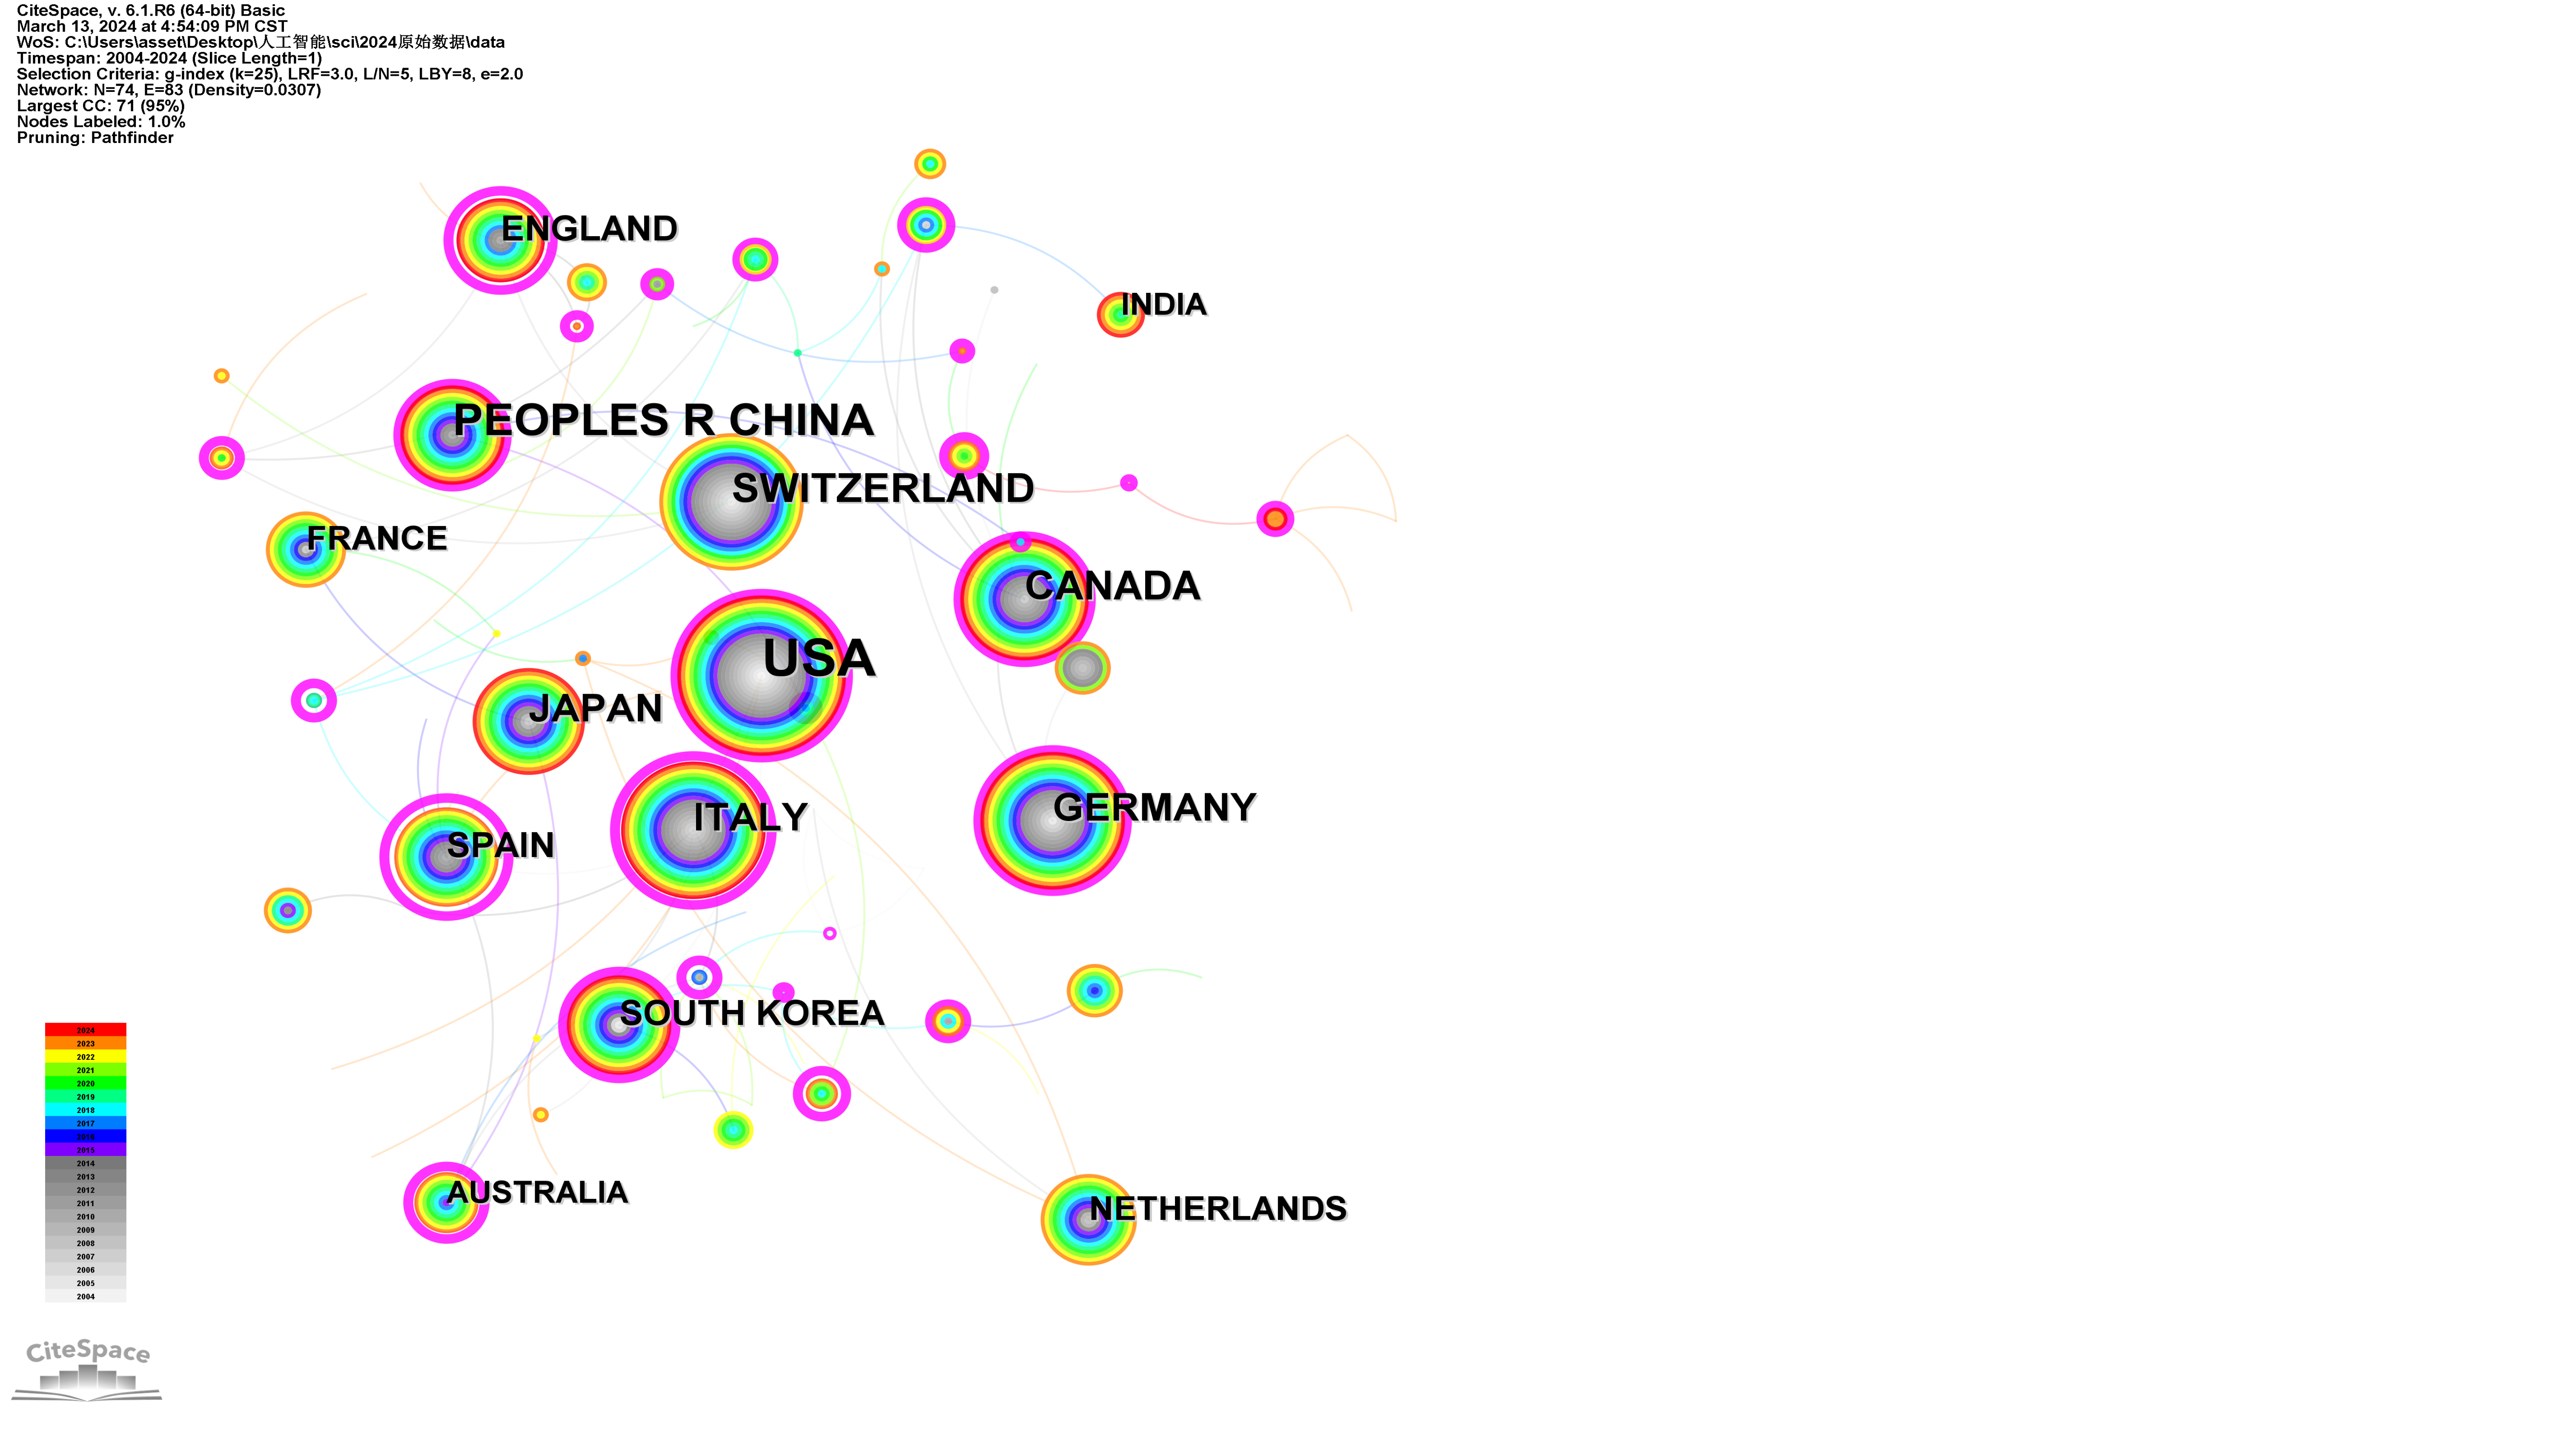 CiteSpace, v. 6.1.R6 (64-bit) Basic
March 13, 2024 at 4:54:09 PM CST
WoS: C:\Users\asset\Desktop\人工智能\sci\2024原始数据\data
Timespan: 2004-2024 (Slice Length=1)
Selection Criteria: g-index (k=25), LRF=3.0, L/N=5, LBY=8, e=2.0
Network: N=74, E=83 (Density=0.0307)
Largest CC: 71 (95%)
Nodes Labeled: 1.0%
Pruning: Pathfinder
ENGLAND
INDIA
PEOPLES R CHINA
SWITZERLAND
FRANCE
CANADA
USA
JAPAN
ITALY
GERMANY
SPAIN
SOUTH KOREA
AUSTRALIA
NETHERLANDS
2024
2023
2022
2021
2020
2019
2018
2017
2016
2015
2014
2013
2012
2011
2010
2009
2008
2007
2006
2005
2004
CiteSpace